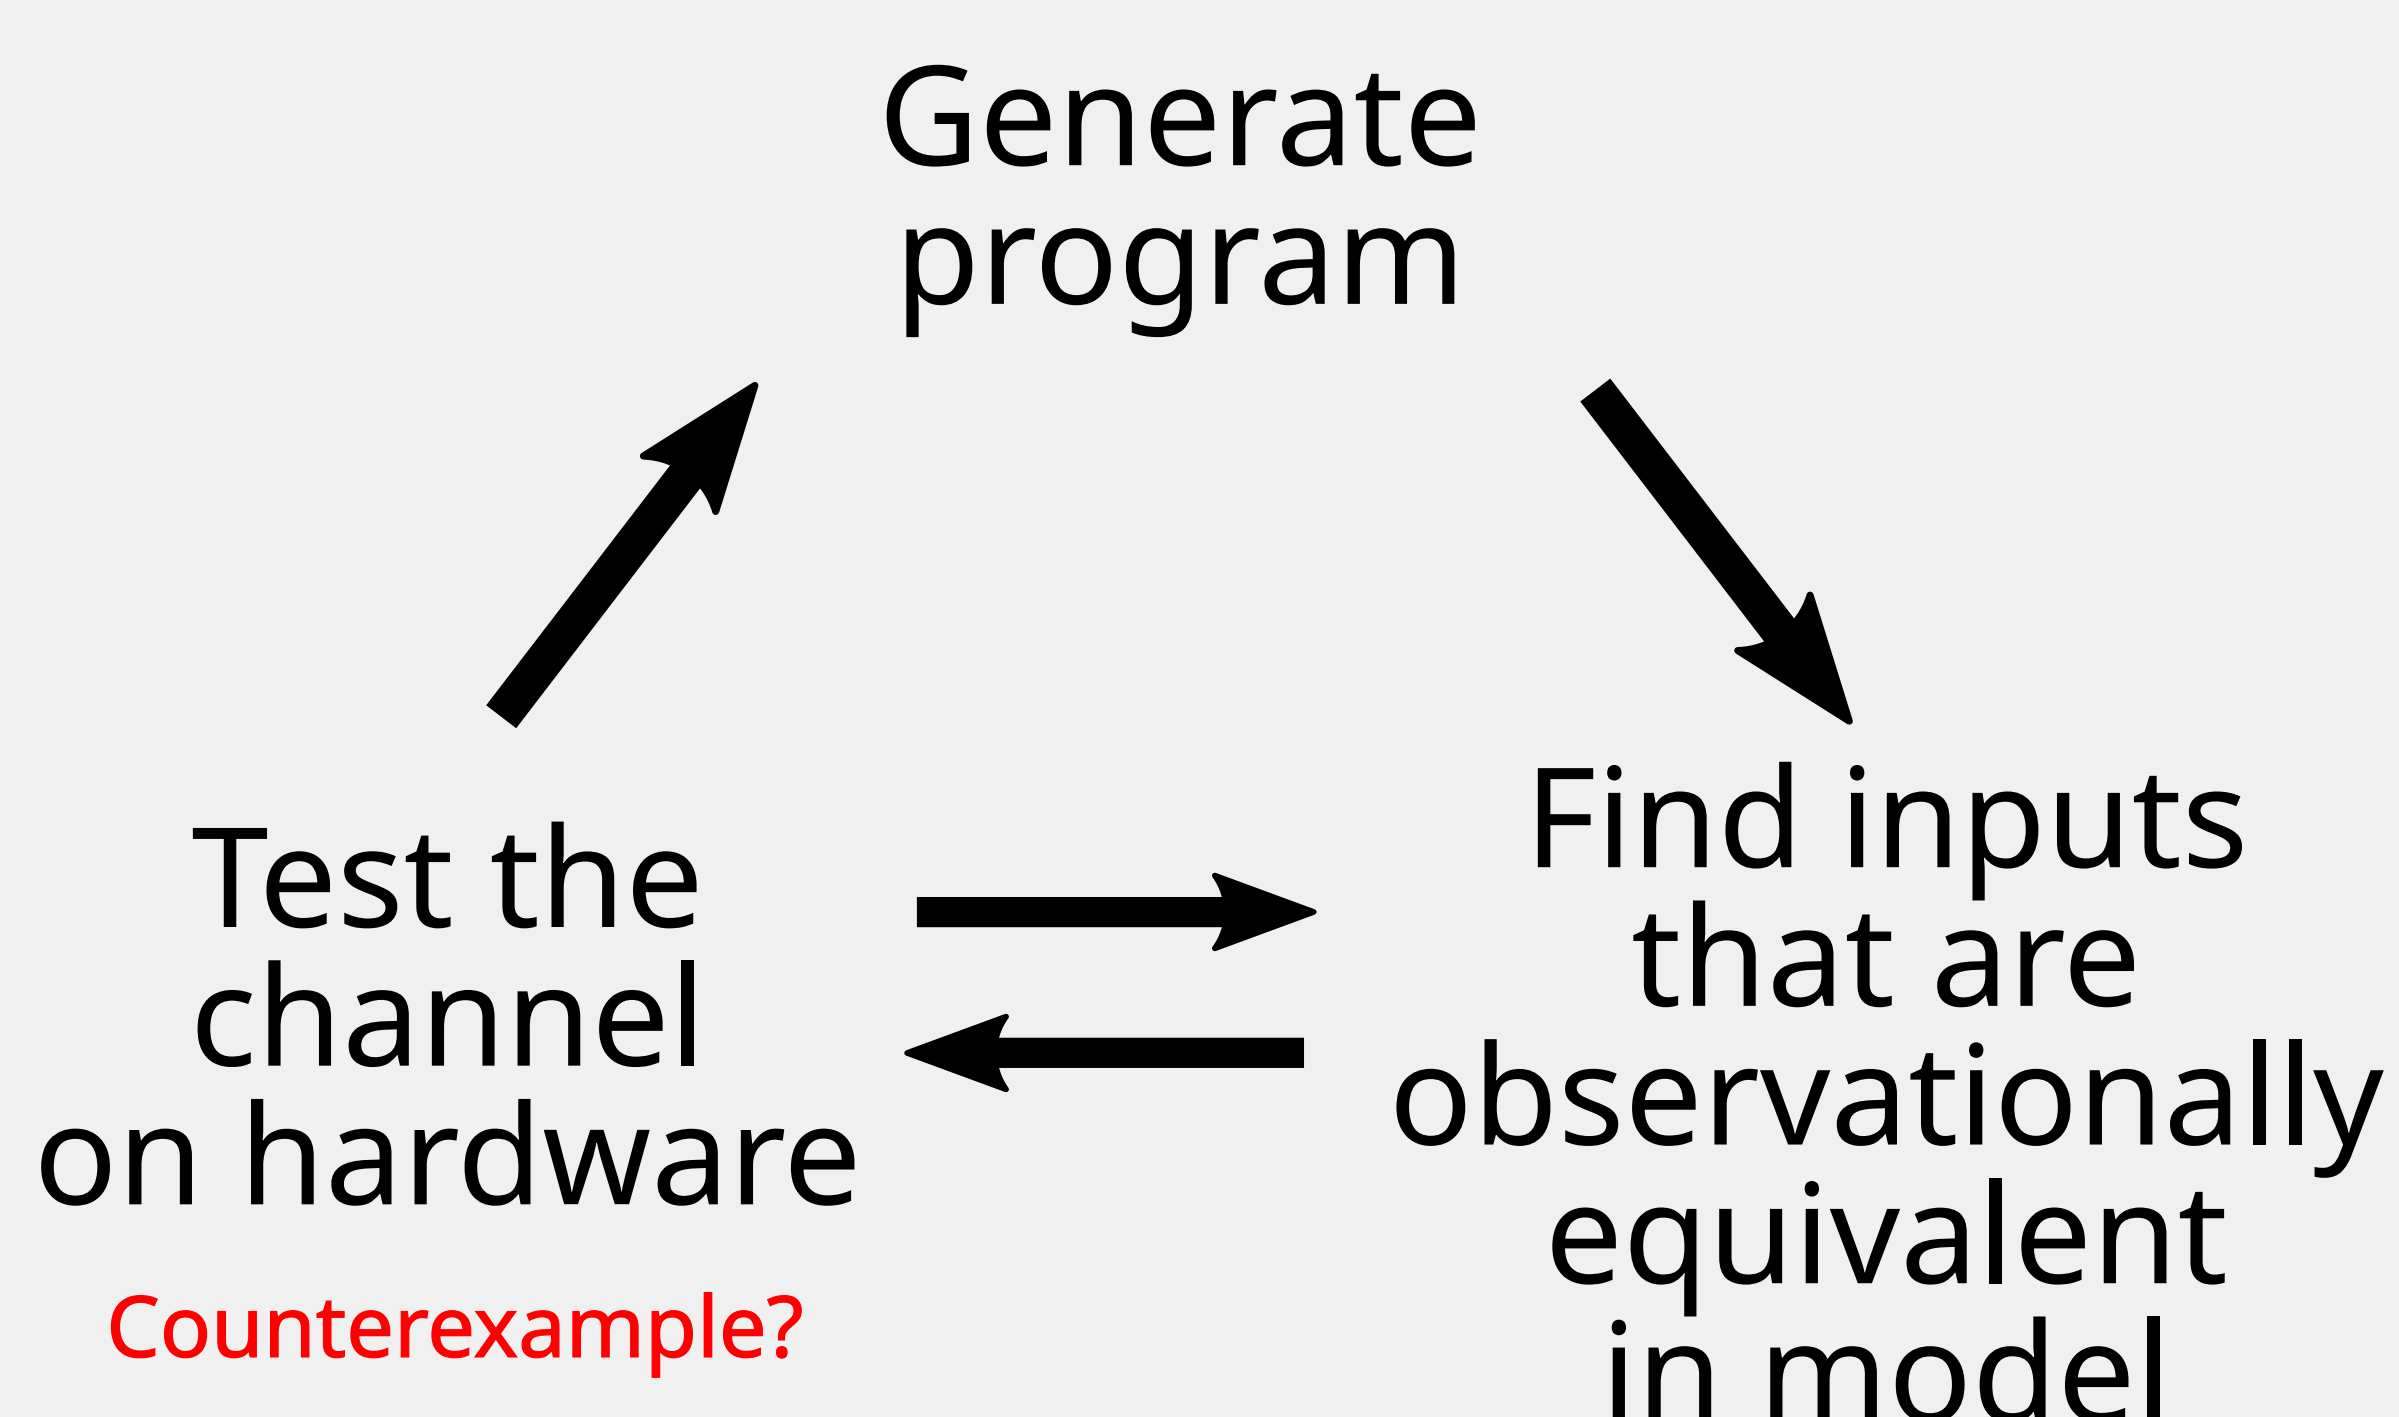 Generate
program
Test the
channel
on hardware
Counterexample?
Find inputs
that are
observationally
equivalent
in model